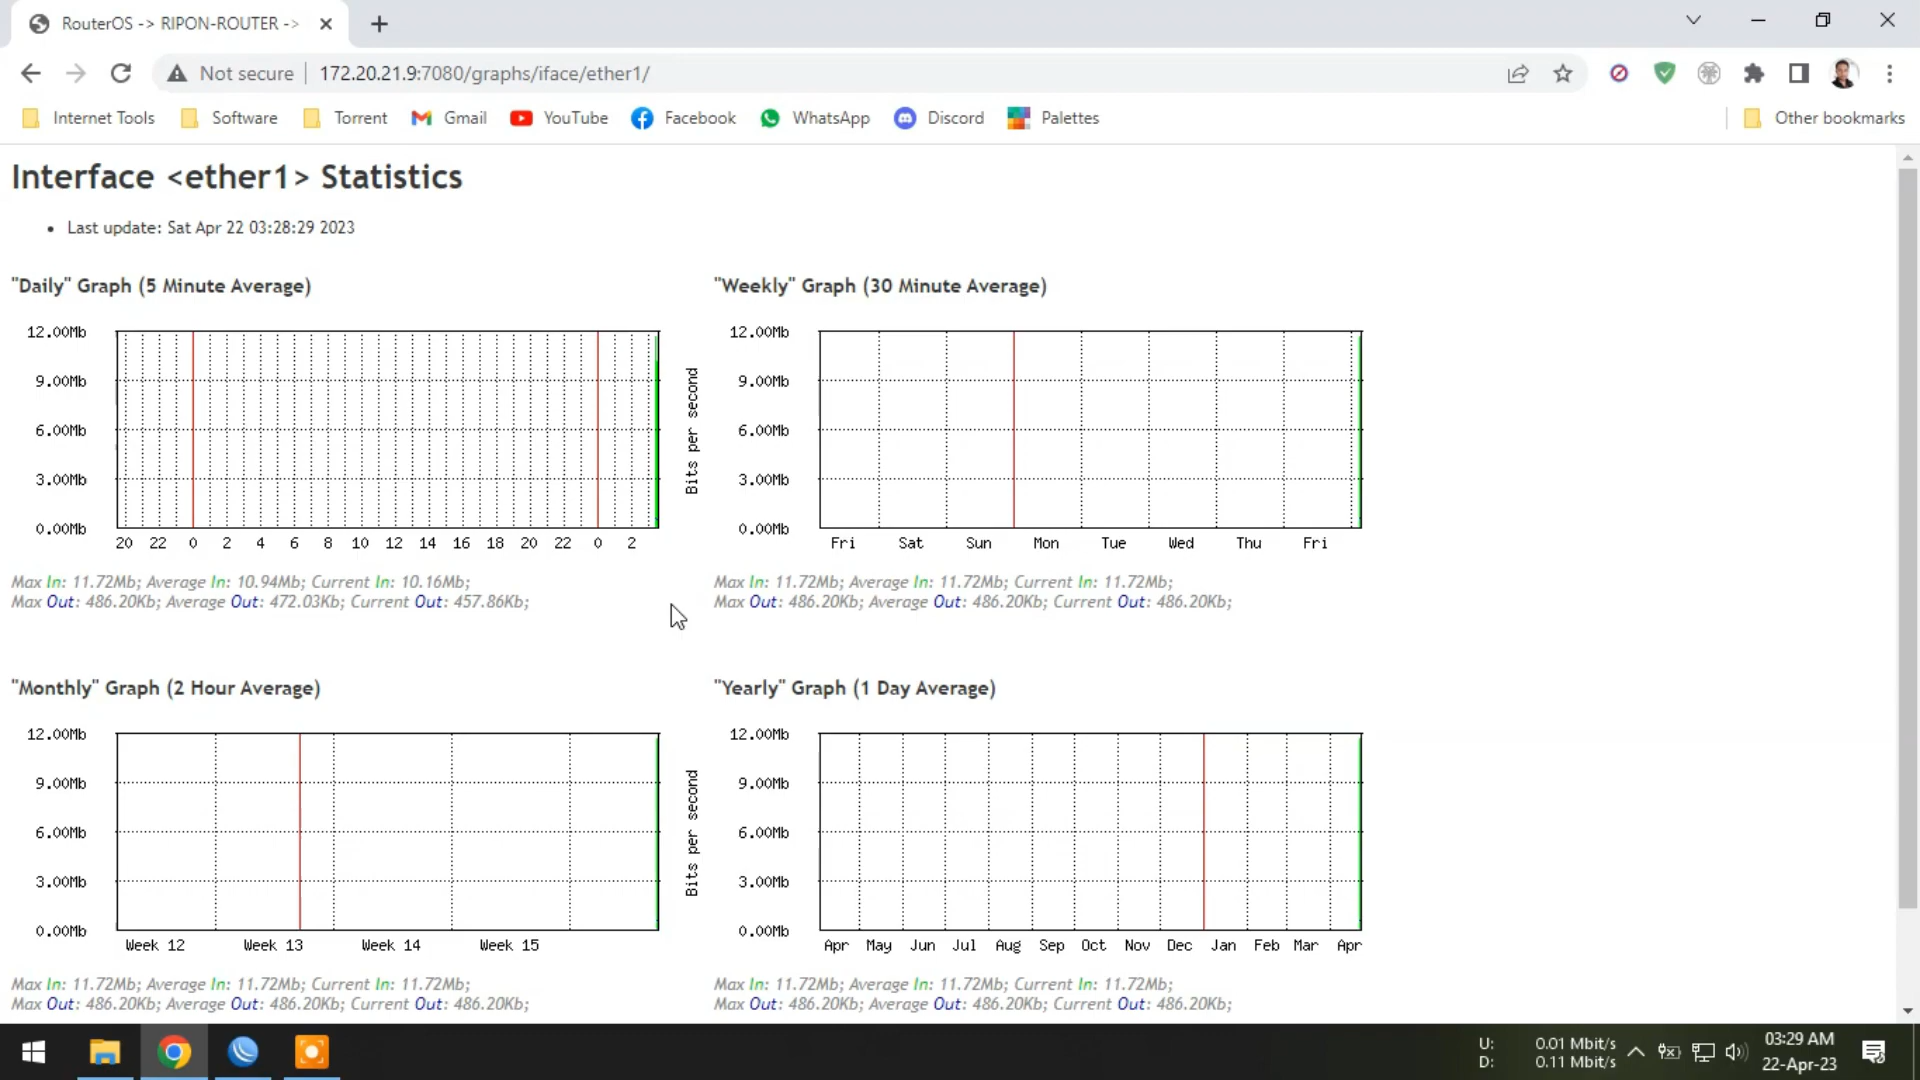 RouterOS -> RIPON-ROUTER ->
Not secure
172.20.21.9:7080/graphs/iface/ether1/
Internet Tools
Software
Torrent
Gmail
YouTube
Facebook
WhatsApp
Discord
Palettes
Other bookmarks
Interface <ether1> Statistics
Last update: Sat Apr 22 03:28:29 2023
"Daily" Graph (5 Minute Average)
12.00Mb
9.00Mb
6.00Mb
3.00Mb
0.00Mb
20 22 0 2 4 6 8 10 12 14 16 18 20 22 0 2
Max In: 11.72Mb; Average In: 10.94Mb; Current In: 10.16Mb;
Max Out: 486.20Kb; Average Out: 472.03Kb; Current Out: 457.86Kb;
"Weekly" Graph (30 Minute Average)
Bits per second
12.00Mb
9.00Mb
6.00Mb
3.00Mb
0.00Mb
Fri Sat Sun Mon Tue Wed Thu Fri
Max In: 11.72Mb; Average In: 11.72Mb; Current In: 11.72Mb;
Max Out: 486.20Kb; Average Out: 486.20Kb; Current Out: 486.20Kb;
"Monthly" Graph (2 Hour Average)
12.00Mb
9.00Mb
6.00Mb
3.00Mb
0.00Mb
Week 12 Week 13 Week 14 Week 15
Max In: 11.72Mb; Average In: 11.72Mb; Current In: 11.72Mb;
Max Out: 486.20Kb; Average Out: 486.20Kb; Current Out: 486.20Kb;
"Yearly" Graph (1 Day Average)
Bits per second
12.00Mb
9.00Mb
6.00Mb
3.00Mb
0.00Mb
Apr May Jun Jul Aug Sep Oct Nov Dec Jan Feb Mar Apr
Max In: 11.72Mb; Average In: 11.72Mb; Current In: 11.72Mb;
Max Out: 486.20Kb; Average Out: 486.20Kb; Current Out: 486.20Kb;
U: 0.01 Mbit/s
D: 0.11 Mbit/s
03:29 AM
22-Apr-23